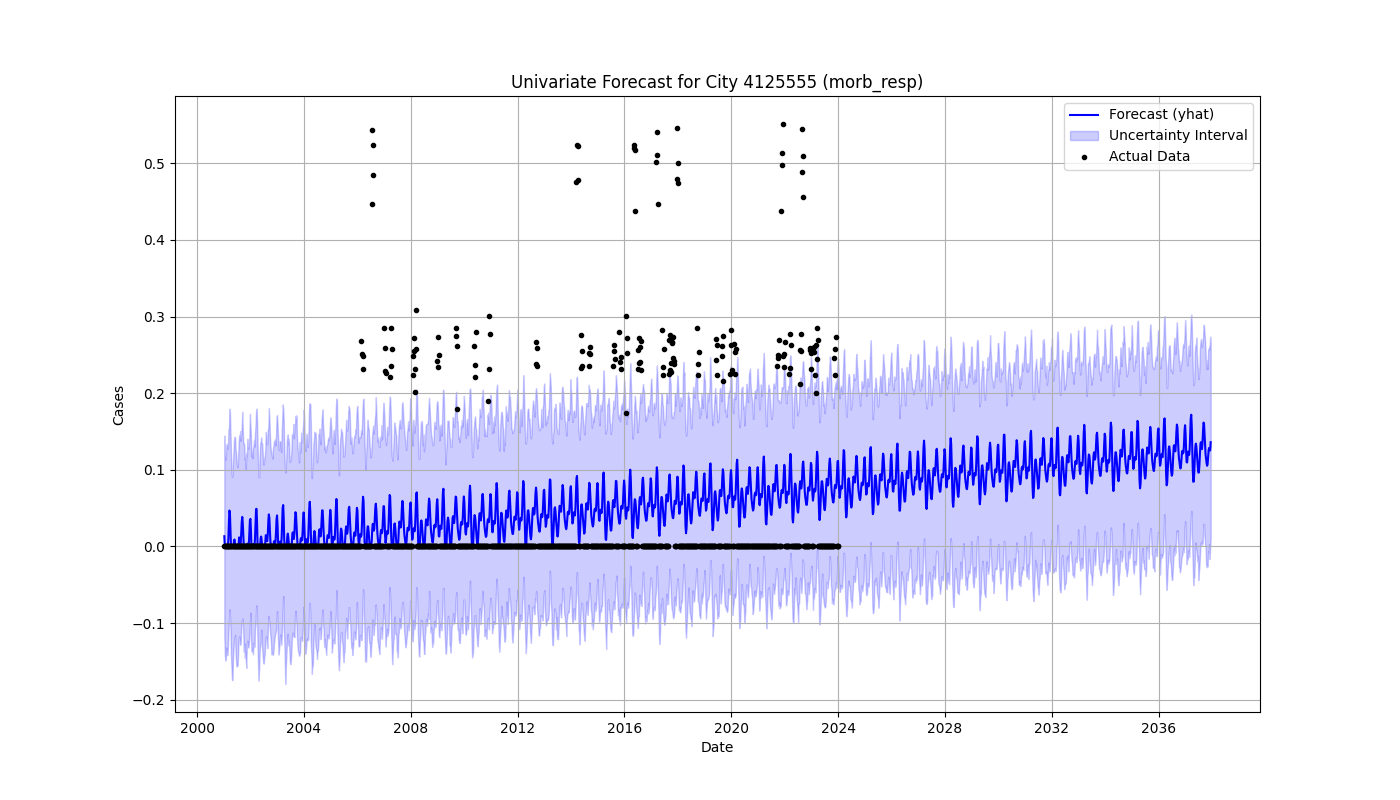 Univariate Forecast for City 4125555 (morb_resp)
Forecast (yhat)
Uncertainty Interval
Actual Data
Cases
0.5
0.4
0.3
0.2
0.1
0.0
−0.1
−0.2
2000 2004 2008 2012 2016 2020 2024 2028 2032 2036
Date